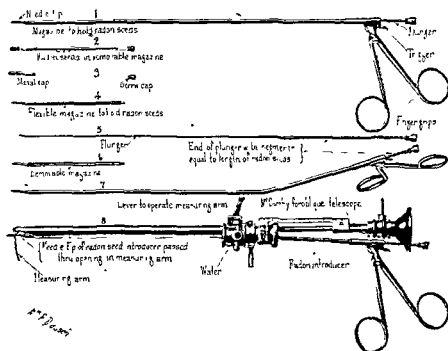 1
Magazine to hold radon seeds
Plunger
Trigger
2
Radon seeds in removable magazine
3
Metal cap
Screw cap
4
Flexible magazine to load radon seeds
Finger grips
5
Plunger
End of plunger with segments
equal to length of radon seeds
6
Removable magazine
7
Lever to operate measuring arm
McCarthy foroblique telescope
8
Needle tip of radon seed introducer passed
thru opening in measuring arm
Water
Radon introducer
Measuring arm